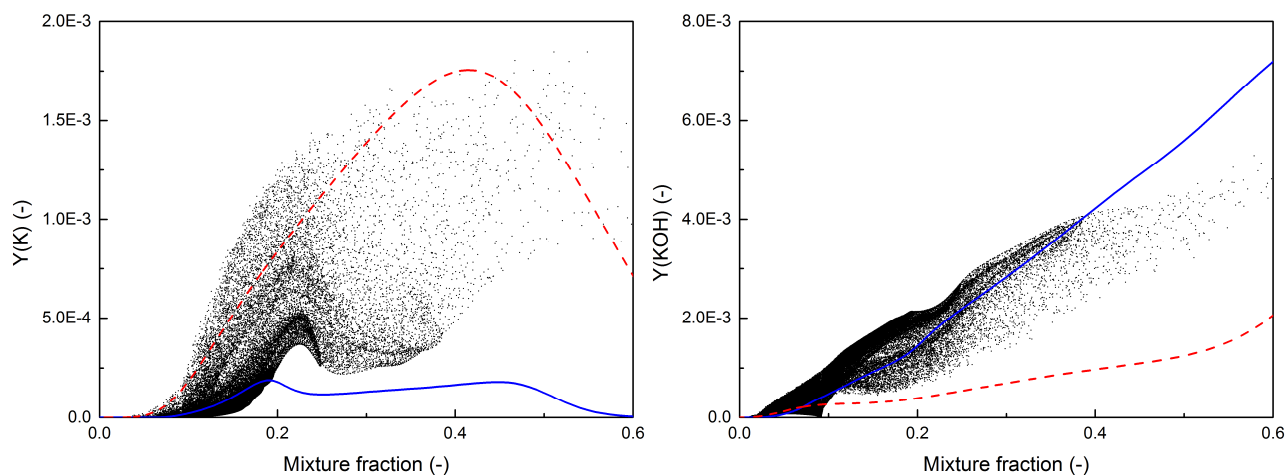 2.0E-3
1.5E-3
1.0E-3
5.0E-4
0.0
Y(K) (-)
0.0 0.2 0.4 0.6
Mixture fraction (-)
8.0E-3
6.0E-3
4.0E-3
2.0E-3
0.0
Y(KOH) (-)
0.0 0.2 0.4 0.6
Mixture fraction (-)